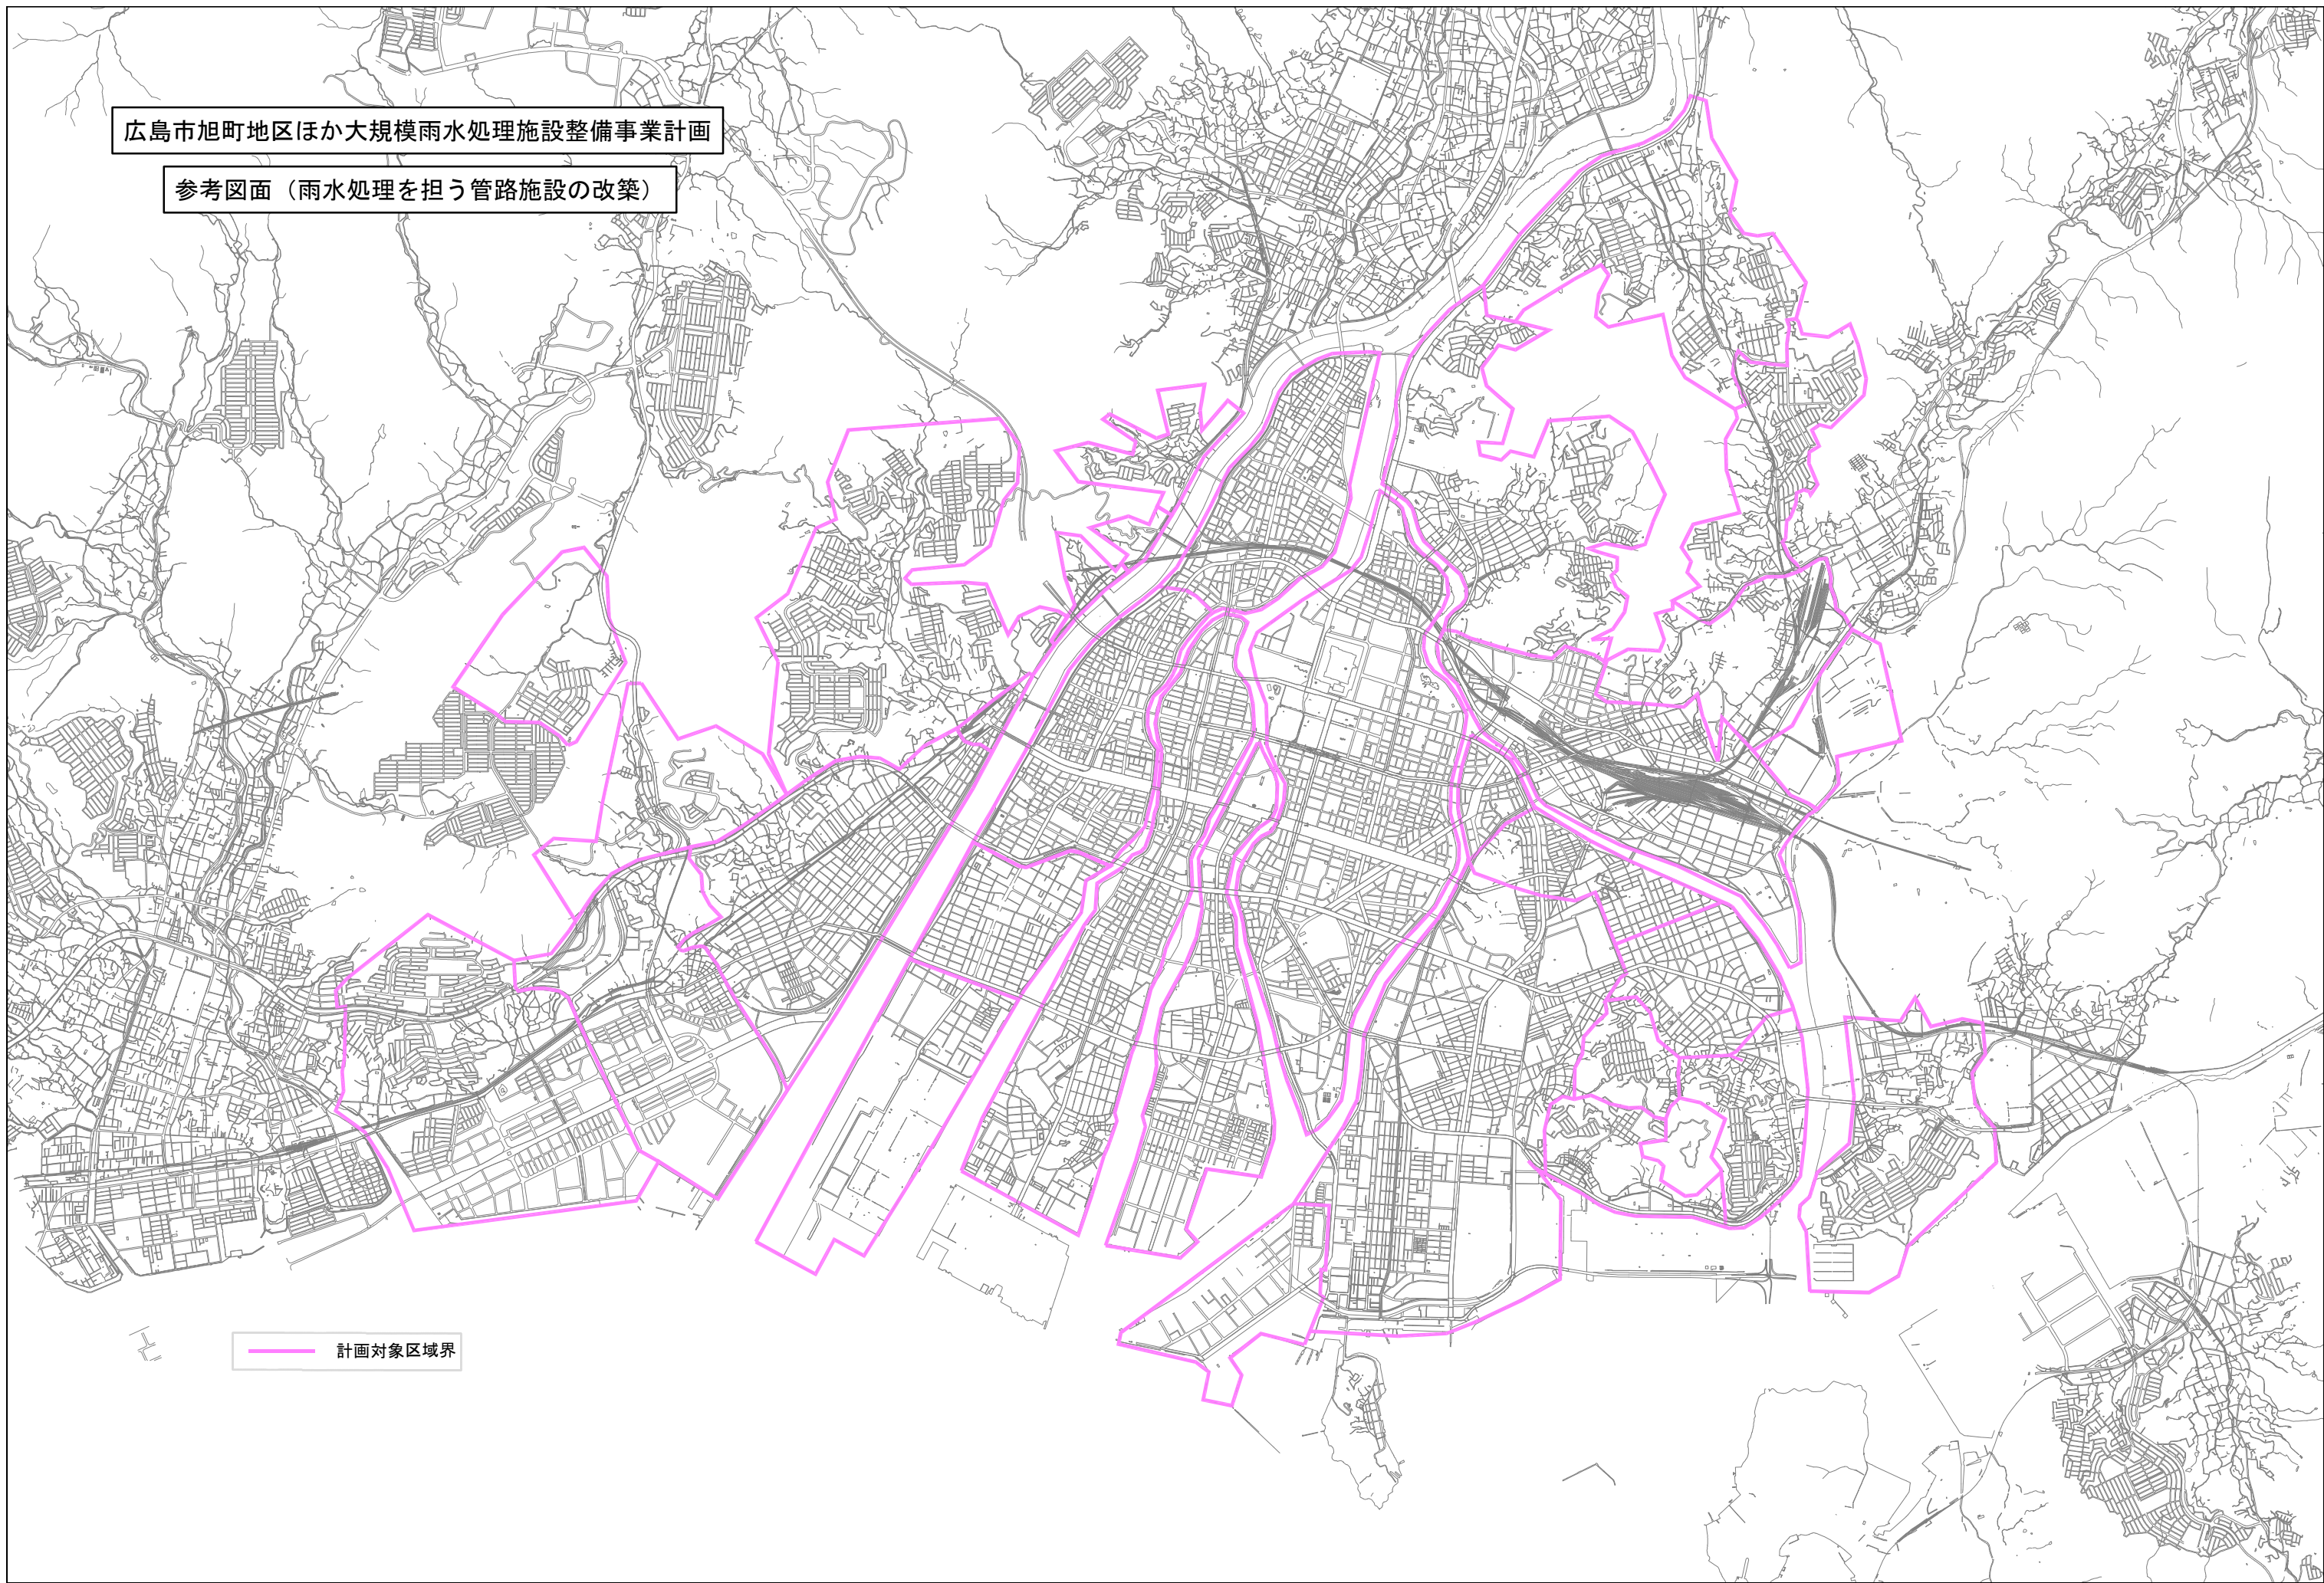 広島市旭町地区ほか大規模雨水処理施設整備事業計画
参考図面（雨水処理を担う管路施設の改築）
計画対象区域界